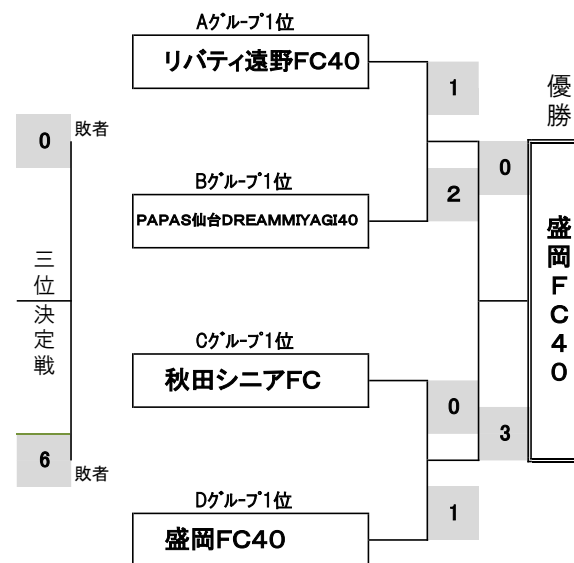 Aグループ1位
リバティ遠野FC40
1
優勝
0
敗者
0
Bグループ1位
2
PAPAS仙台DREAMMIYAGI40
盛岡FC40
三位決定戦
Cグループ1位
秋田シニアFC
0
3
6
敗者
Dグループ1位
1
盛岡FC40